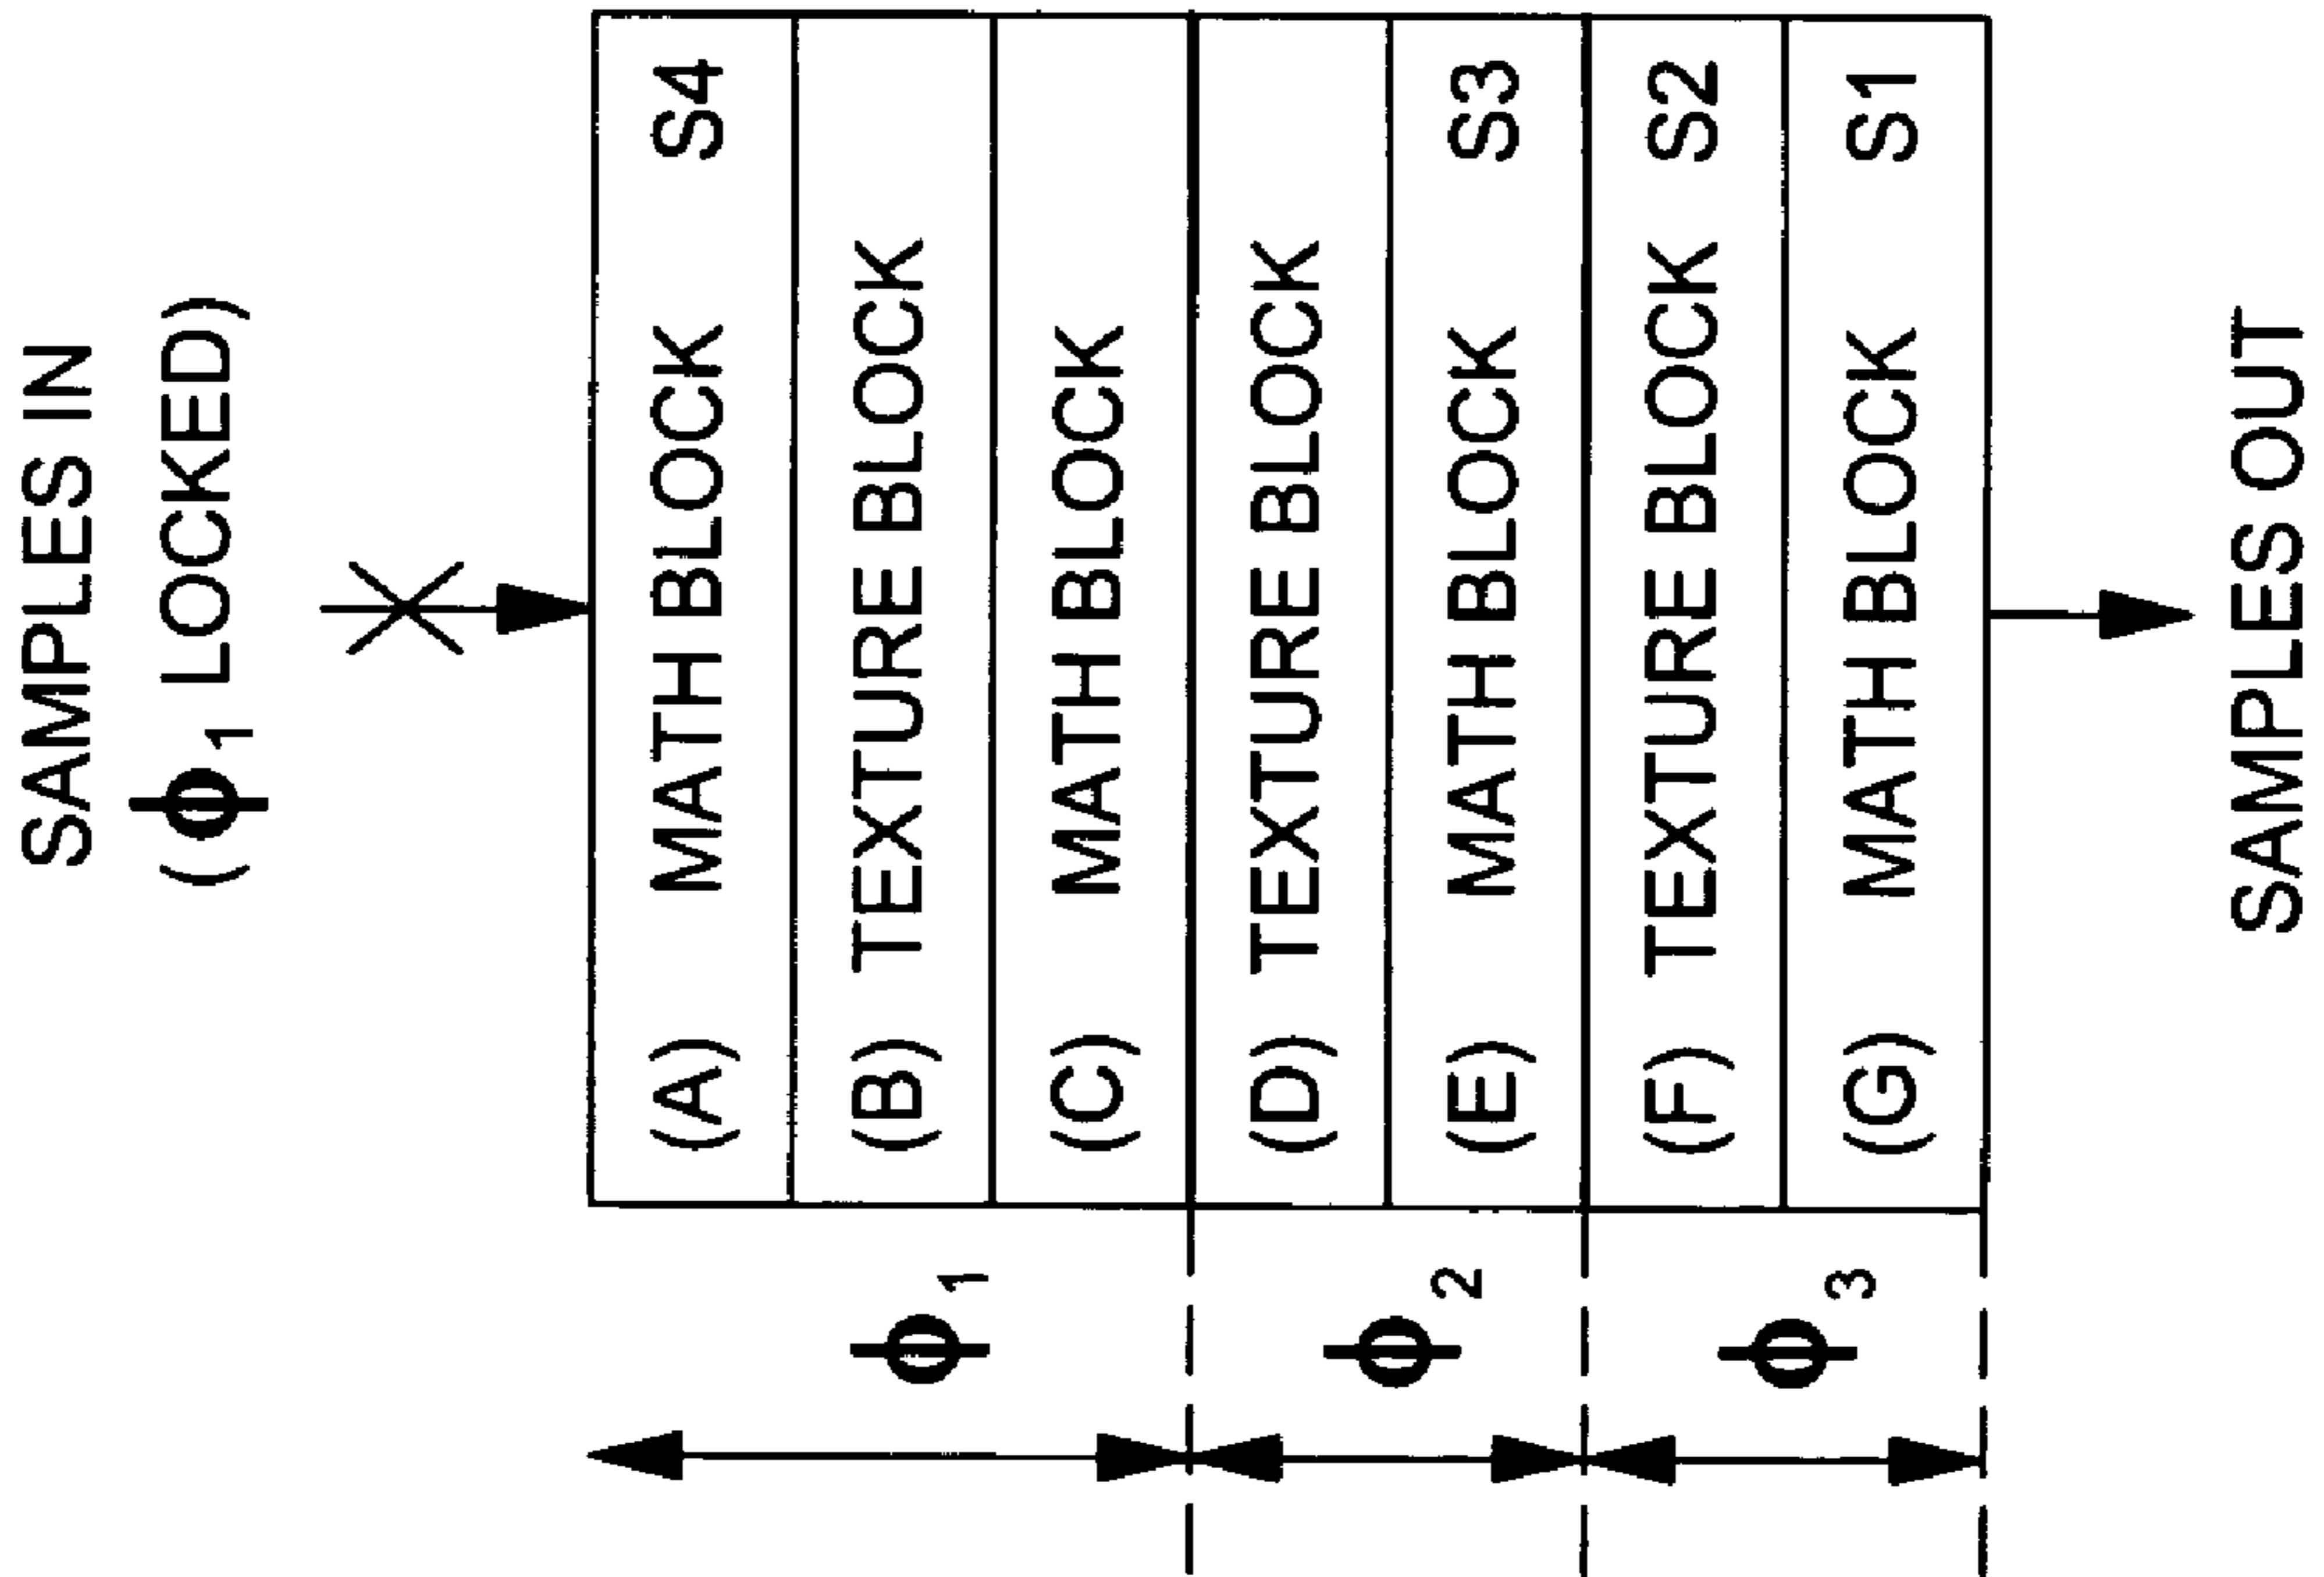 SAMPLES IN
(Φ1 LOCKED)
(A) MATH BLOCK S4
(B) TEXTURE BLOCK
(C) MATH BLOCK
(D) TEXTURE BLOCK
(E) MATH BLOCK S3
(F) TEXTURE BLOCK S2
(G) MATH BLOCK S1
Φ1
Φ2
Φ3
SAMPLES OUT